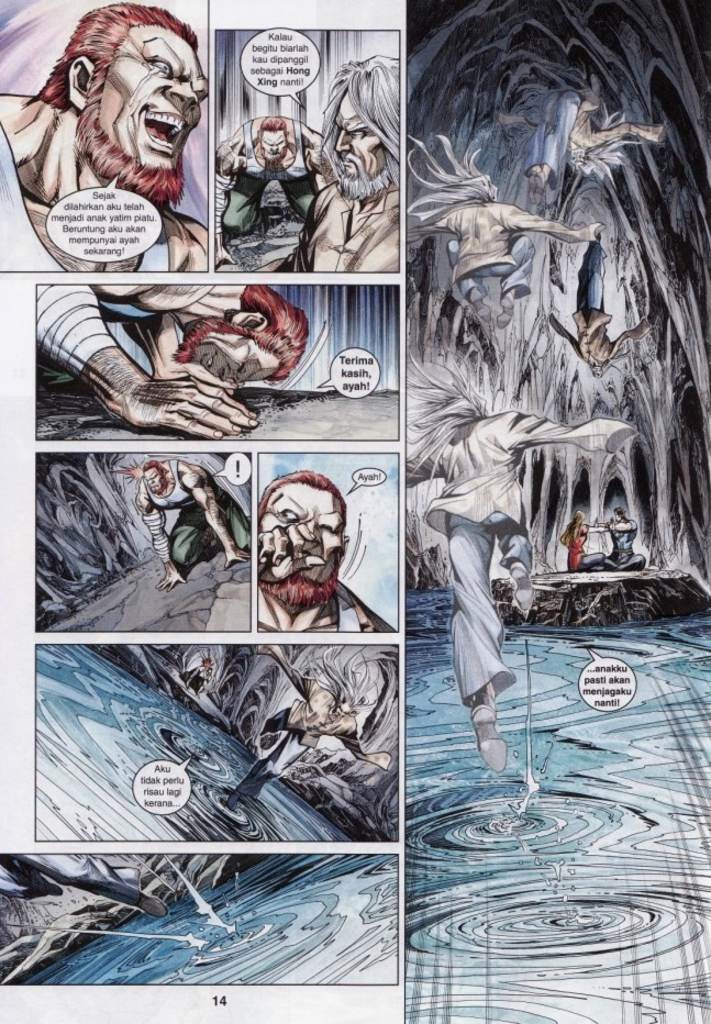 Sejak
dilahirkan aku telah
menjadi anak yatim piatu.
Beruntung aku akan
mempunyai ayah
sekarang!
Kalau
begitu biarlah
kau dipanggil
sebagai Hong
Xing nanti!
Terima
kasih,
ayah!
!
Ayah!
Aku
tidak perlu
risau lagi
kerana...
...anakku
pasti akan
menjagaku
nanti!
14